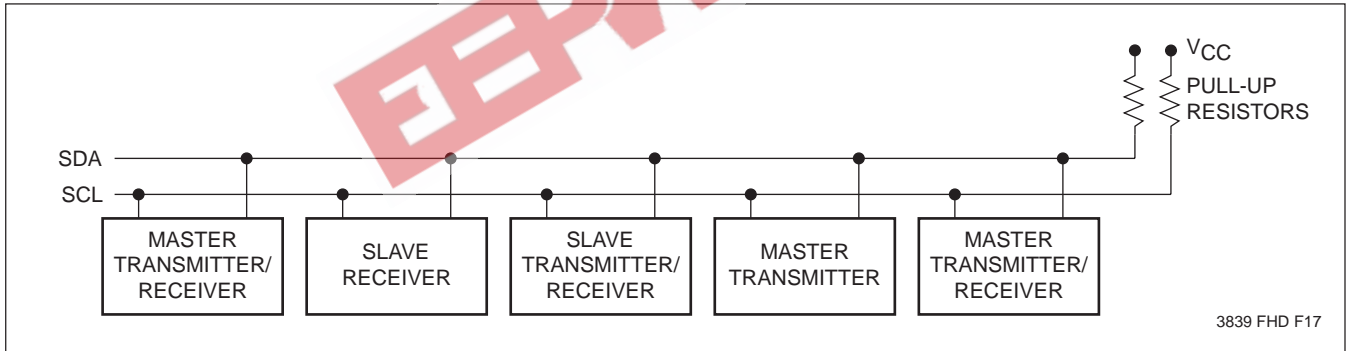 VCC
PULL-UP
RESISTORS
SDA
SCL
MASTER
TRANSMITTER/
RECEIVER
SLAVE
RECEIVER
SLAVE
TRANSMITTER/
RECEIVER
MASTER
TRANSMITTER
MASTER
TRANSMITTER/
RECEIVER
3839 FHD F17